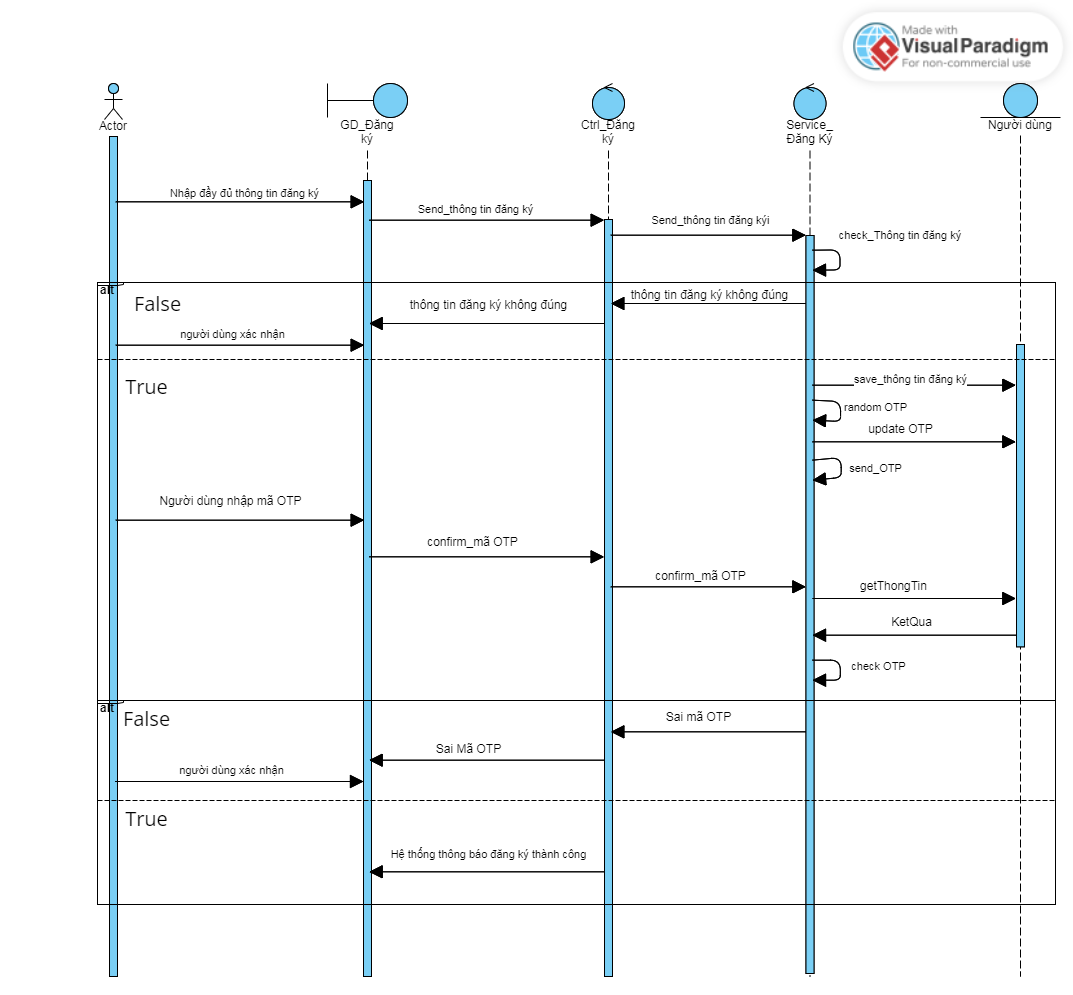 Made with
Visual Paradigm
For non-commercial use
Actor
GD_Đăng
ký
Ctrl_Đăng
ký
Service_
Đăng Ký
Người dùng
Nhập đầy đủ thông tin đăng ký
Send_thông tin đăng ký
Send_thông tin đăng kýi
check_Thông tin đăng ký
alt
False
thông tin đăng ký không đúng
thông tin đăng ký không đúng
người dùng xác nhận
True
save_thông tin đăng ký
random OTP
update OTP
send_OTP
Người dùng nhập mã OTP
confirm_mã OTP
confirm_mã OTP
getThongTin
KetQua
check OTP
alt
False
Sai mã OTP
Sai Mã OTP
người dùng xác nhận
True
Hệ thống thông báo đăng ký thành công